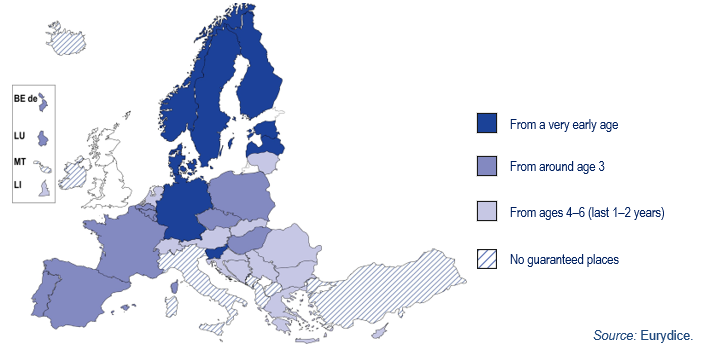 BE de
LU
MT
LI
From a very early age
From around age 3
From ages 4–6 (last 1–2 years)
No guaranteed places
Source: Eurydice.